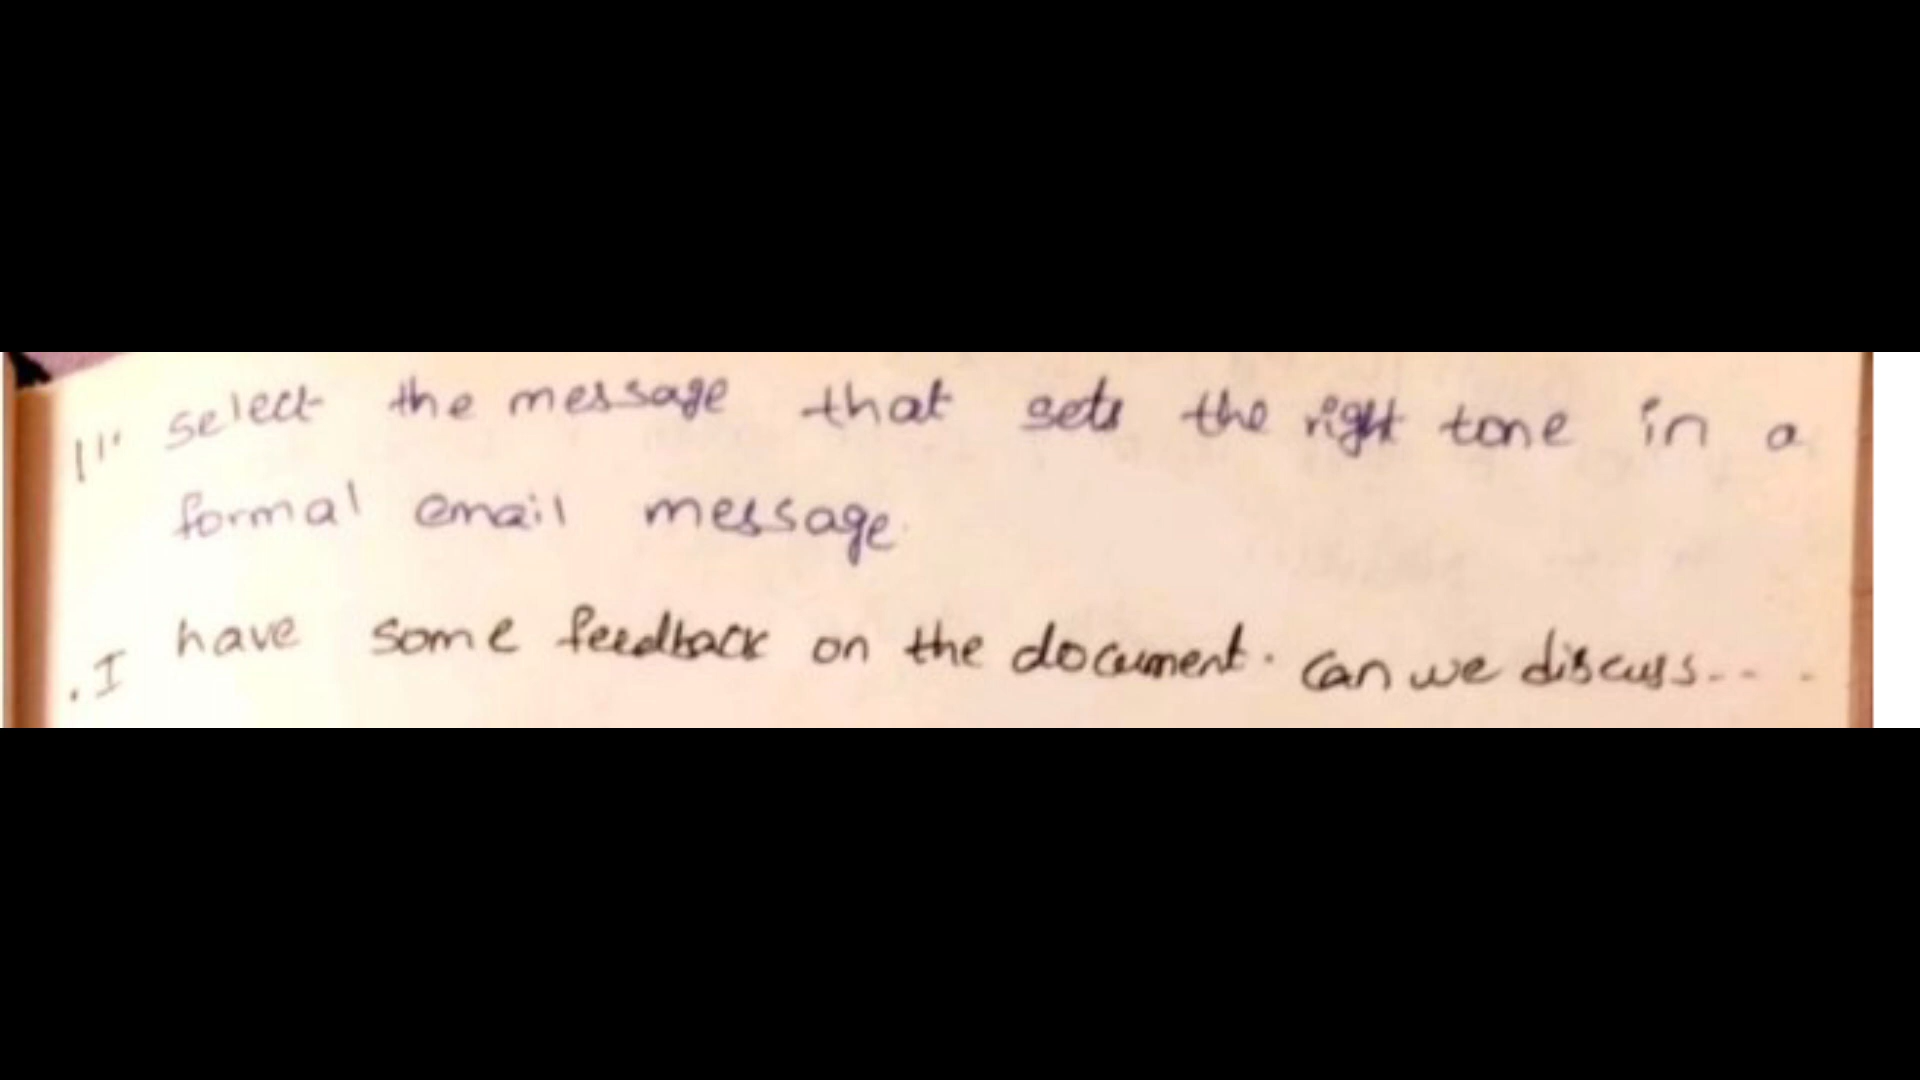 11. select the message that sets the right tone in a
formal email message.
. I have some feedback on the document. Can we discuss....